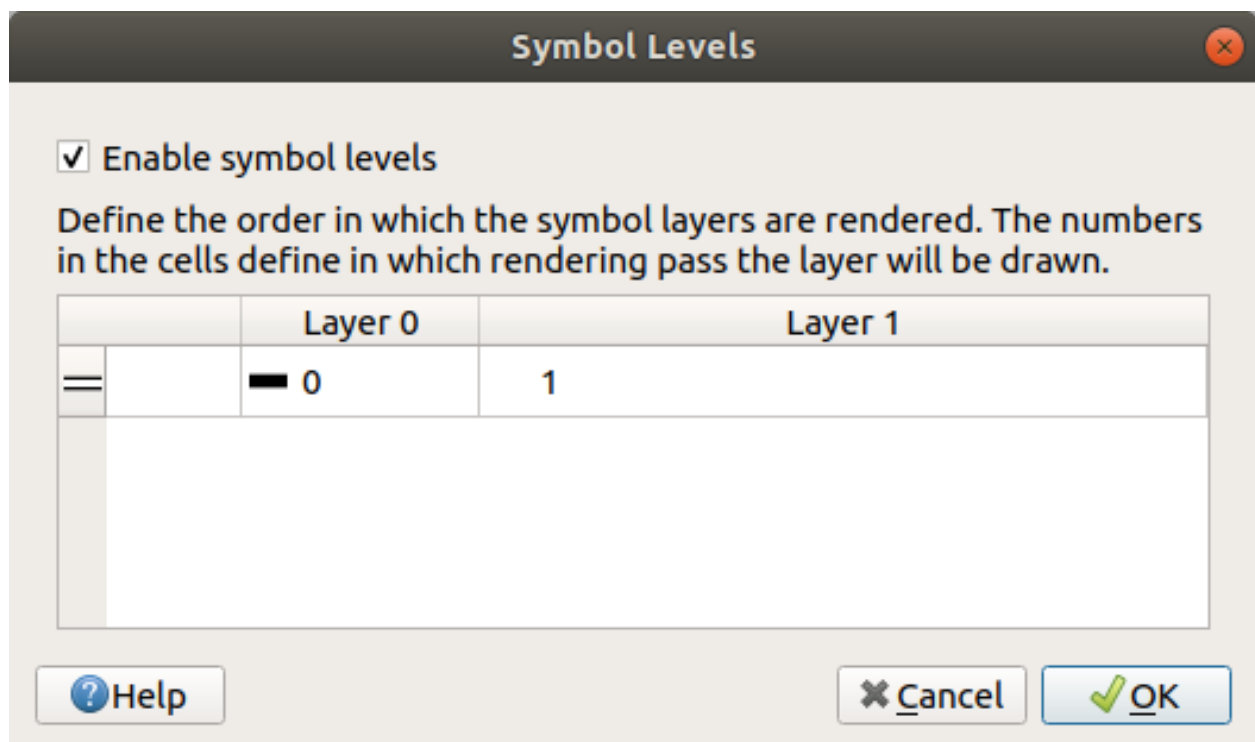 Symbol Levels
Enable symbol levels
Define the order in which the symbol layers are rendered. The numbers
in the cells define in which rendering pass the layer will be drawn.
Layer 0 Layer 1
0 1
Help Cancel OK